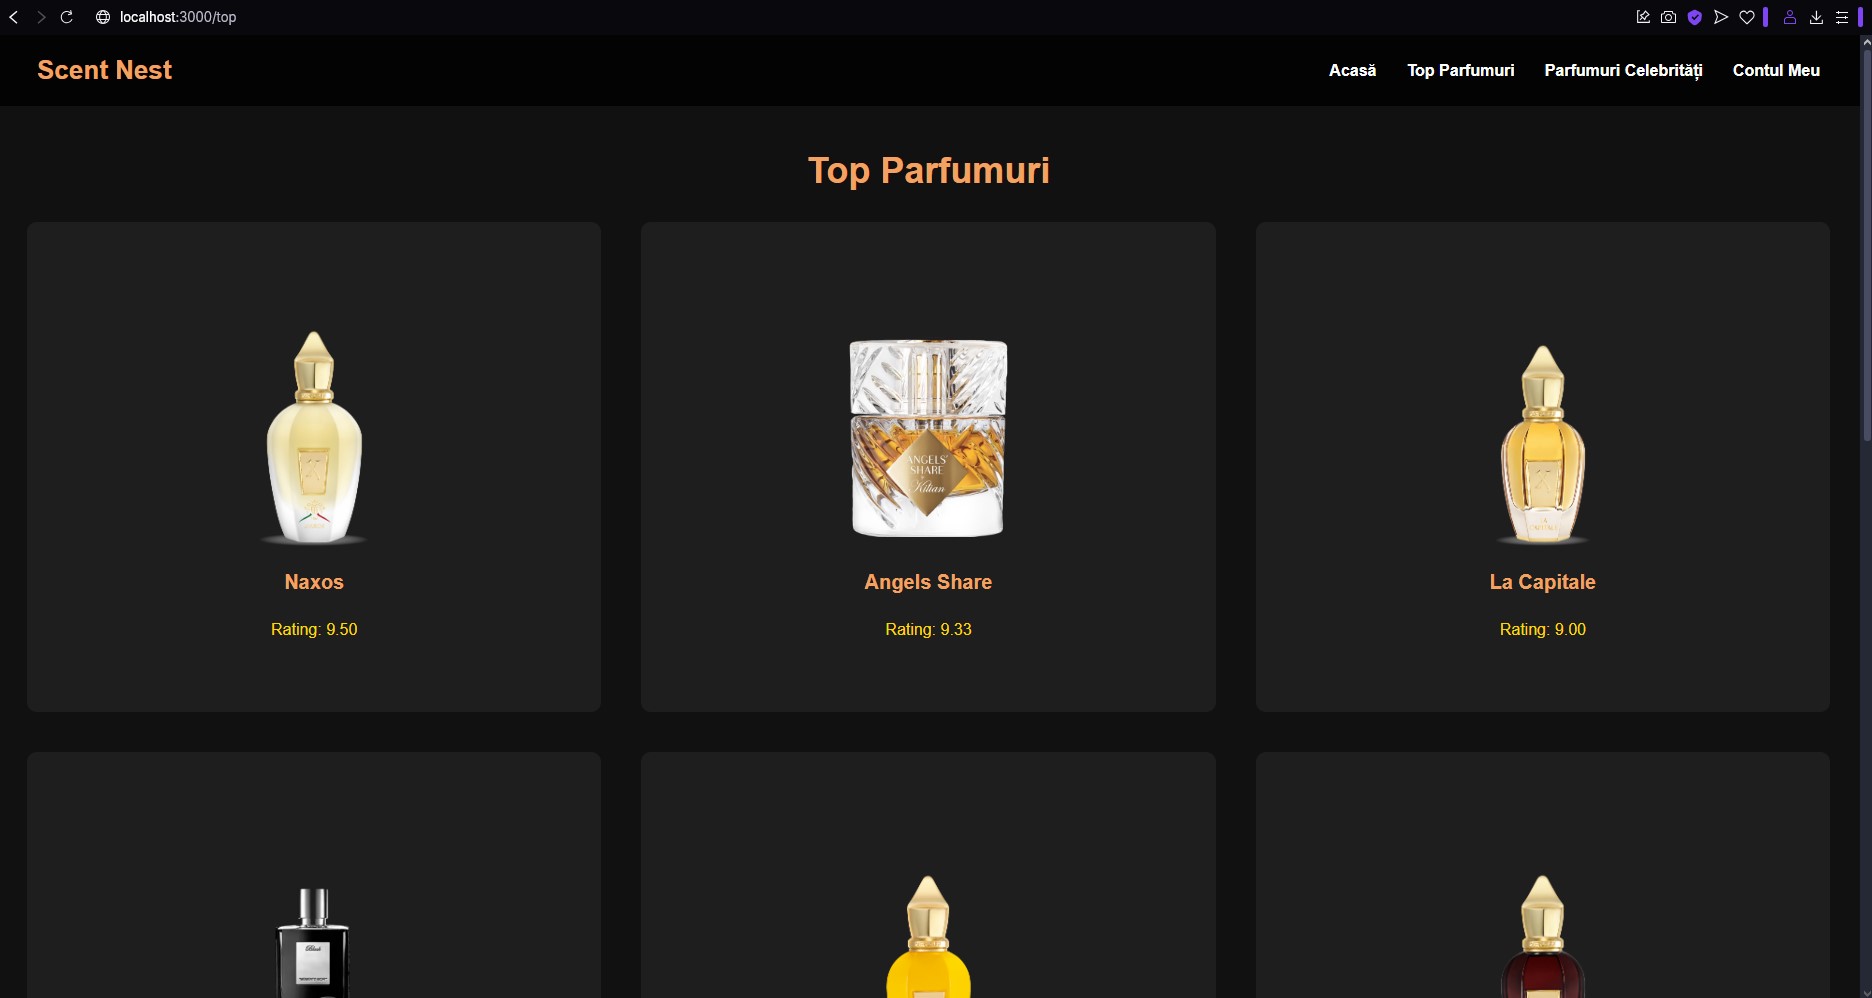 localhost:3000/top
Scent Nest
Acasă
Top Parfumuri
Parfumuri Celebrități
Contul Meu
Top Parfumuri
ANGELS'
SHARE
Kilian
Naxos
Angels Share
La Capitale
Rating: 9.50
Rating: 9.33
Rating: 9.00